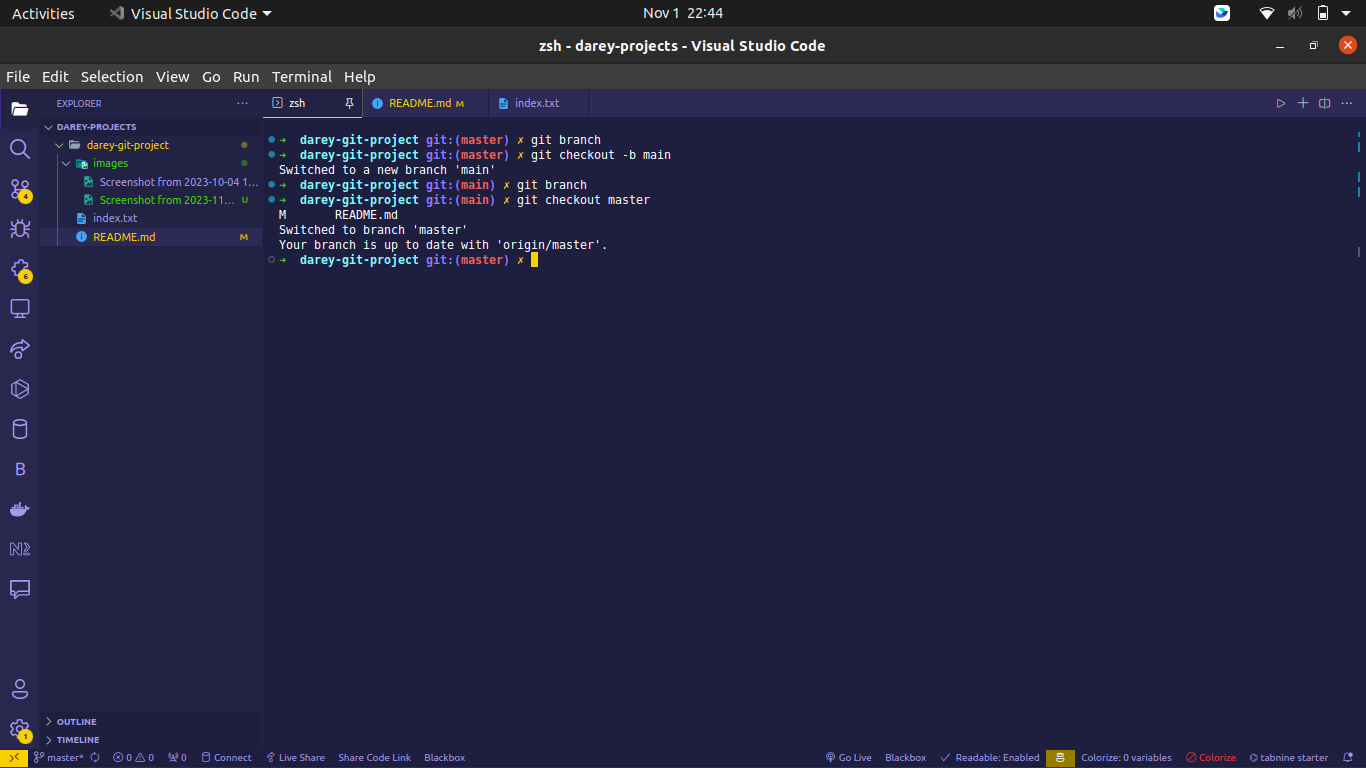 Activities Visual Studio Code Nov 1 22:44
zsh - darey-projects - Visual Studio Code
File Edit Selection View Go Run Terminal Help
EXPLORER ...
DAREY-PROJECTS
darey-git-project
images
Screenshot from 2023-10-04 1...
Screenshot from 2023-11... U
index.txt
README.md M
4
6
B
N2
1
OUTLINE
TIMELINE
zsh README.md M index.txt
➜ darey-git-project git:(master) ✗ git branch
➜ darey-git-project git:(master) ✗ git checkout -b main
Switched to a new branch 'main'
➜ darey-git-project git:(main) ✗ git branch
➜ darey-git-project git:(main) ✗ git checkout master
M README.md
Switched to branch 'master'
Your branch is up to date with 'origin/master'.
➜ darey-git-project git:(master) ✗
master* 0 0 0 Connect Live Share Share Code Link Blackbox Go Live Blackbox Readable: Enabled Colorize: 0 variables Colorize tabnine starter